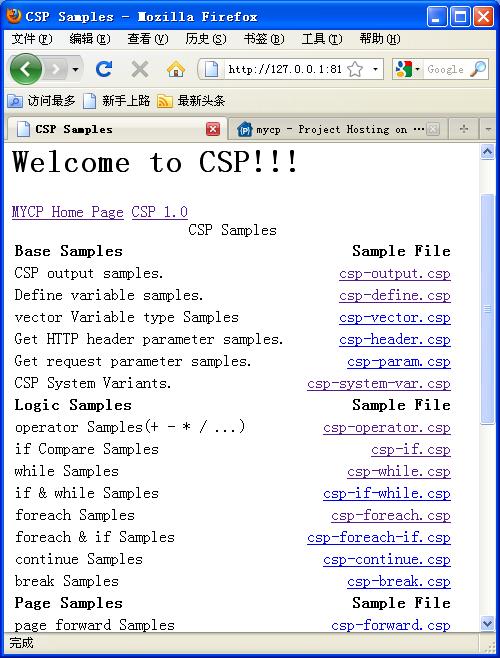 CSP Samples - Mozilla Firefox
文件(F) 编辑(E) 查看(V) 历史(S) 书签(B) 工具(T) 帮助(H)
http://127.0.0.1:81 Google
访问最多 新手上路 最新头条
CSP Samples mycp - Project Hosting on ...
Welcome to CSP!!!
MYCP Home Page CSP 1.0
CSP Samples
Base Samples Sample File
CSP output samples. csp-output.csp
Define variable samples. csp-define.csp
vector Variable type Samples csp-vector.csp
Get HTTP header parameter samples. csp-header.csp
Get request parameter samples. csp-param.csp
CSP System Variants. csp-system-var.csp
Logic Samples Sample File
operator Samples(+ - * / ...) csp-operator.csp
if Compare Samples csp-if.csp
while Samples csp-while.csp
if & while Samples csp-if-while.csp
foreach Samples csp-foreach.csp
foreach & if Samples csp-foreach-if.csp
continue Samples csp-continue.csp
break Samples csp-break.csp
Page Samples Sample File
page forward Samples csp-forward.csp
完成